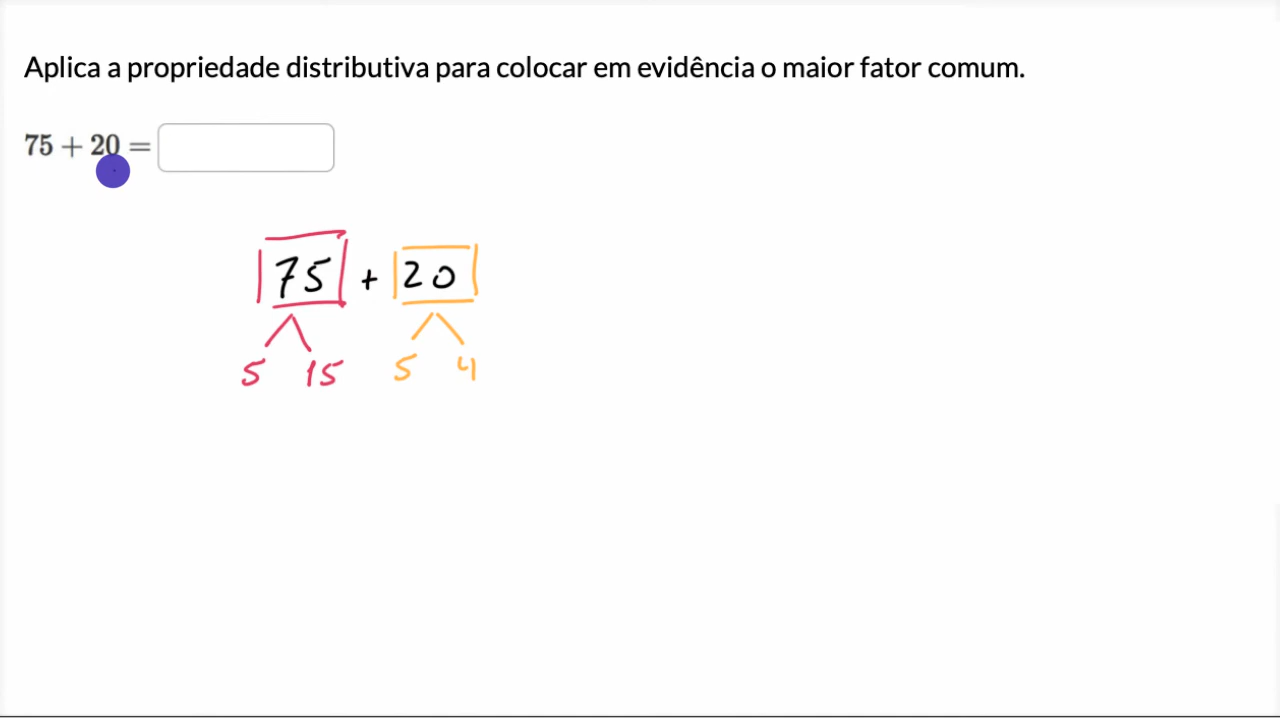 Aplica a propriedade distributiva para colocar em evidência o maior fator comum.
75 + 20 =
75 + 20
5 15 5 4